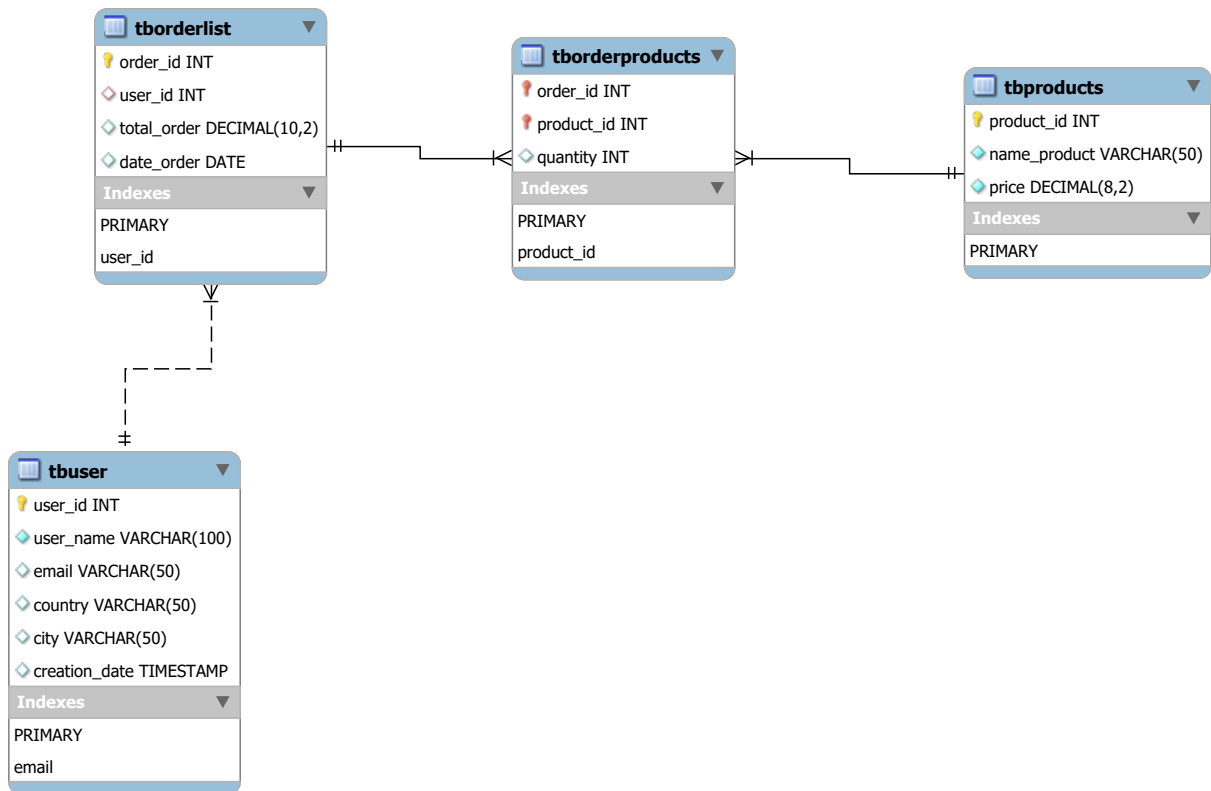 tborderlist
order_id INT
user_id INT
total_order DECIMAL(10,2)
date_order DATE
Indexes
PRIMARY
user_id
tborderproducts
order_id INT
product_id INT
quantity INT
Indexes
PRIMARY
product_id
tbproducts
product_id INT
name_product VARCHAR(50)
price DECIMAL(8,2)
Indexes
PRIMARY
tbuser
user_id INT
user_name VARCHAR(100)
email VARCHAR(50)
country VARCHAR(50)
city VARCHAR(50)
creation_date TIMESTAMP
Indexes
PRIMARY
email